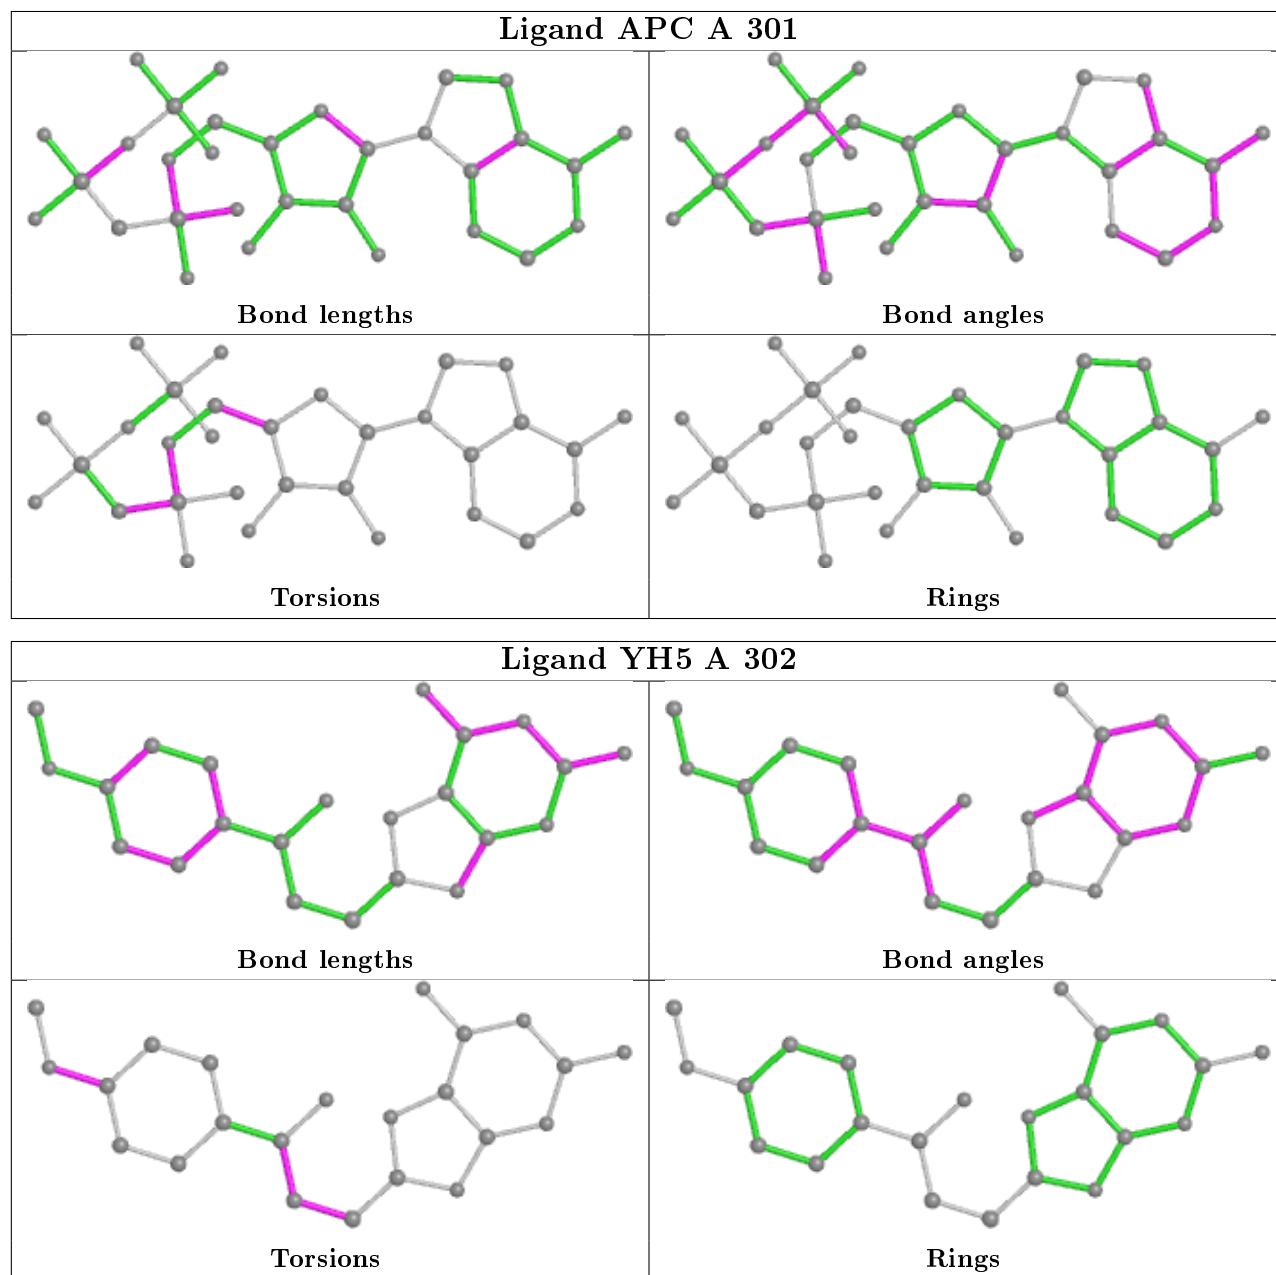 Ligand APC A 301
Bond lengths
Bond angles
Torsions
Rings
Ligand YH5 A 302
Bond lengths
Bond angles
Torsions
Rings